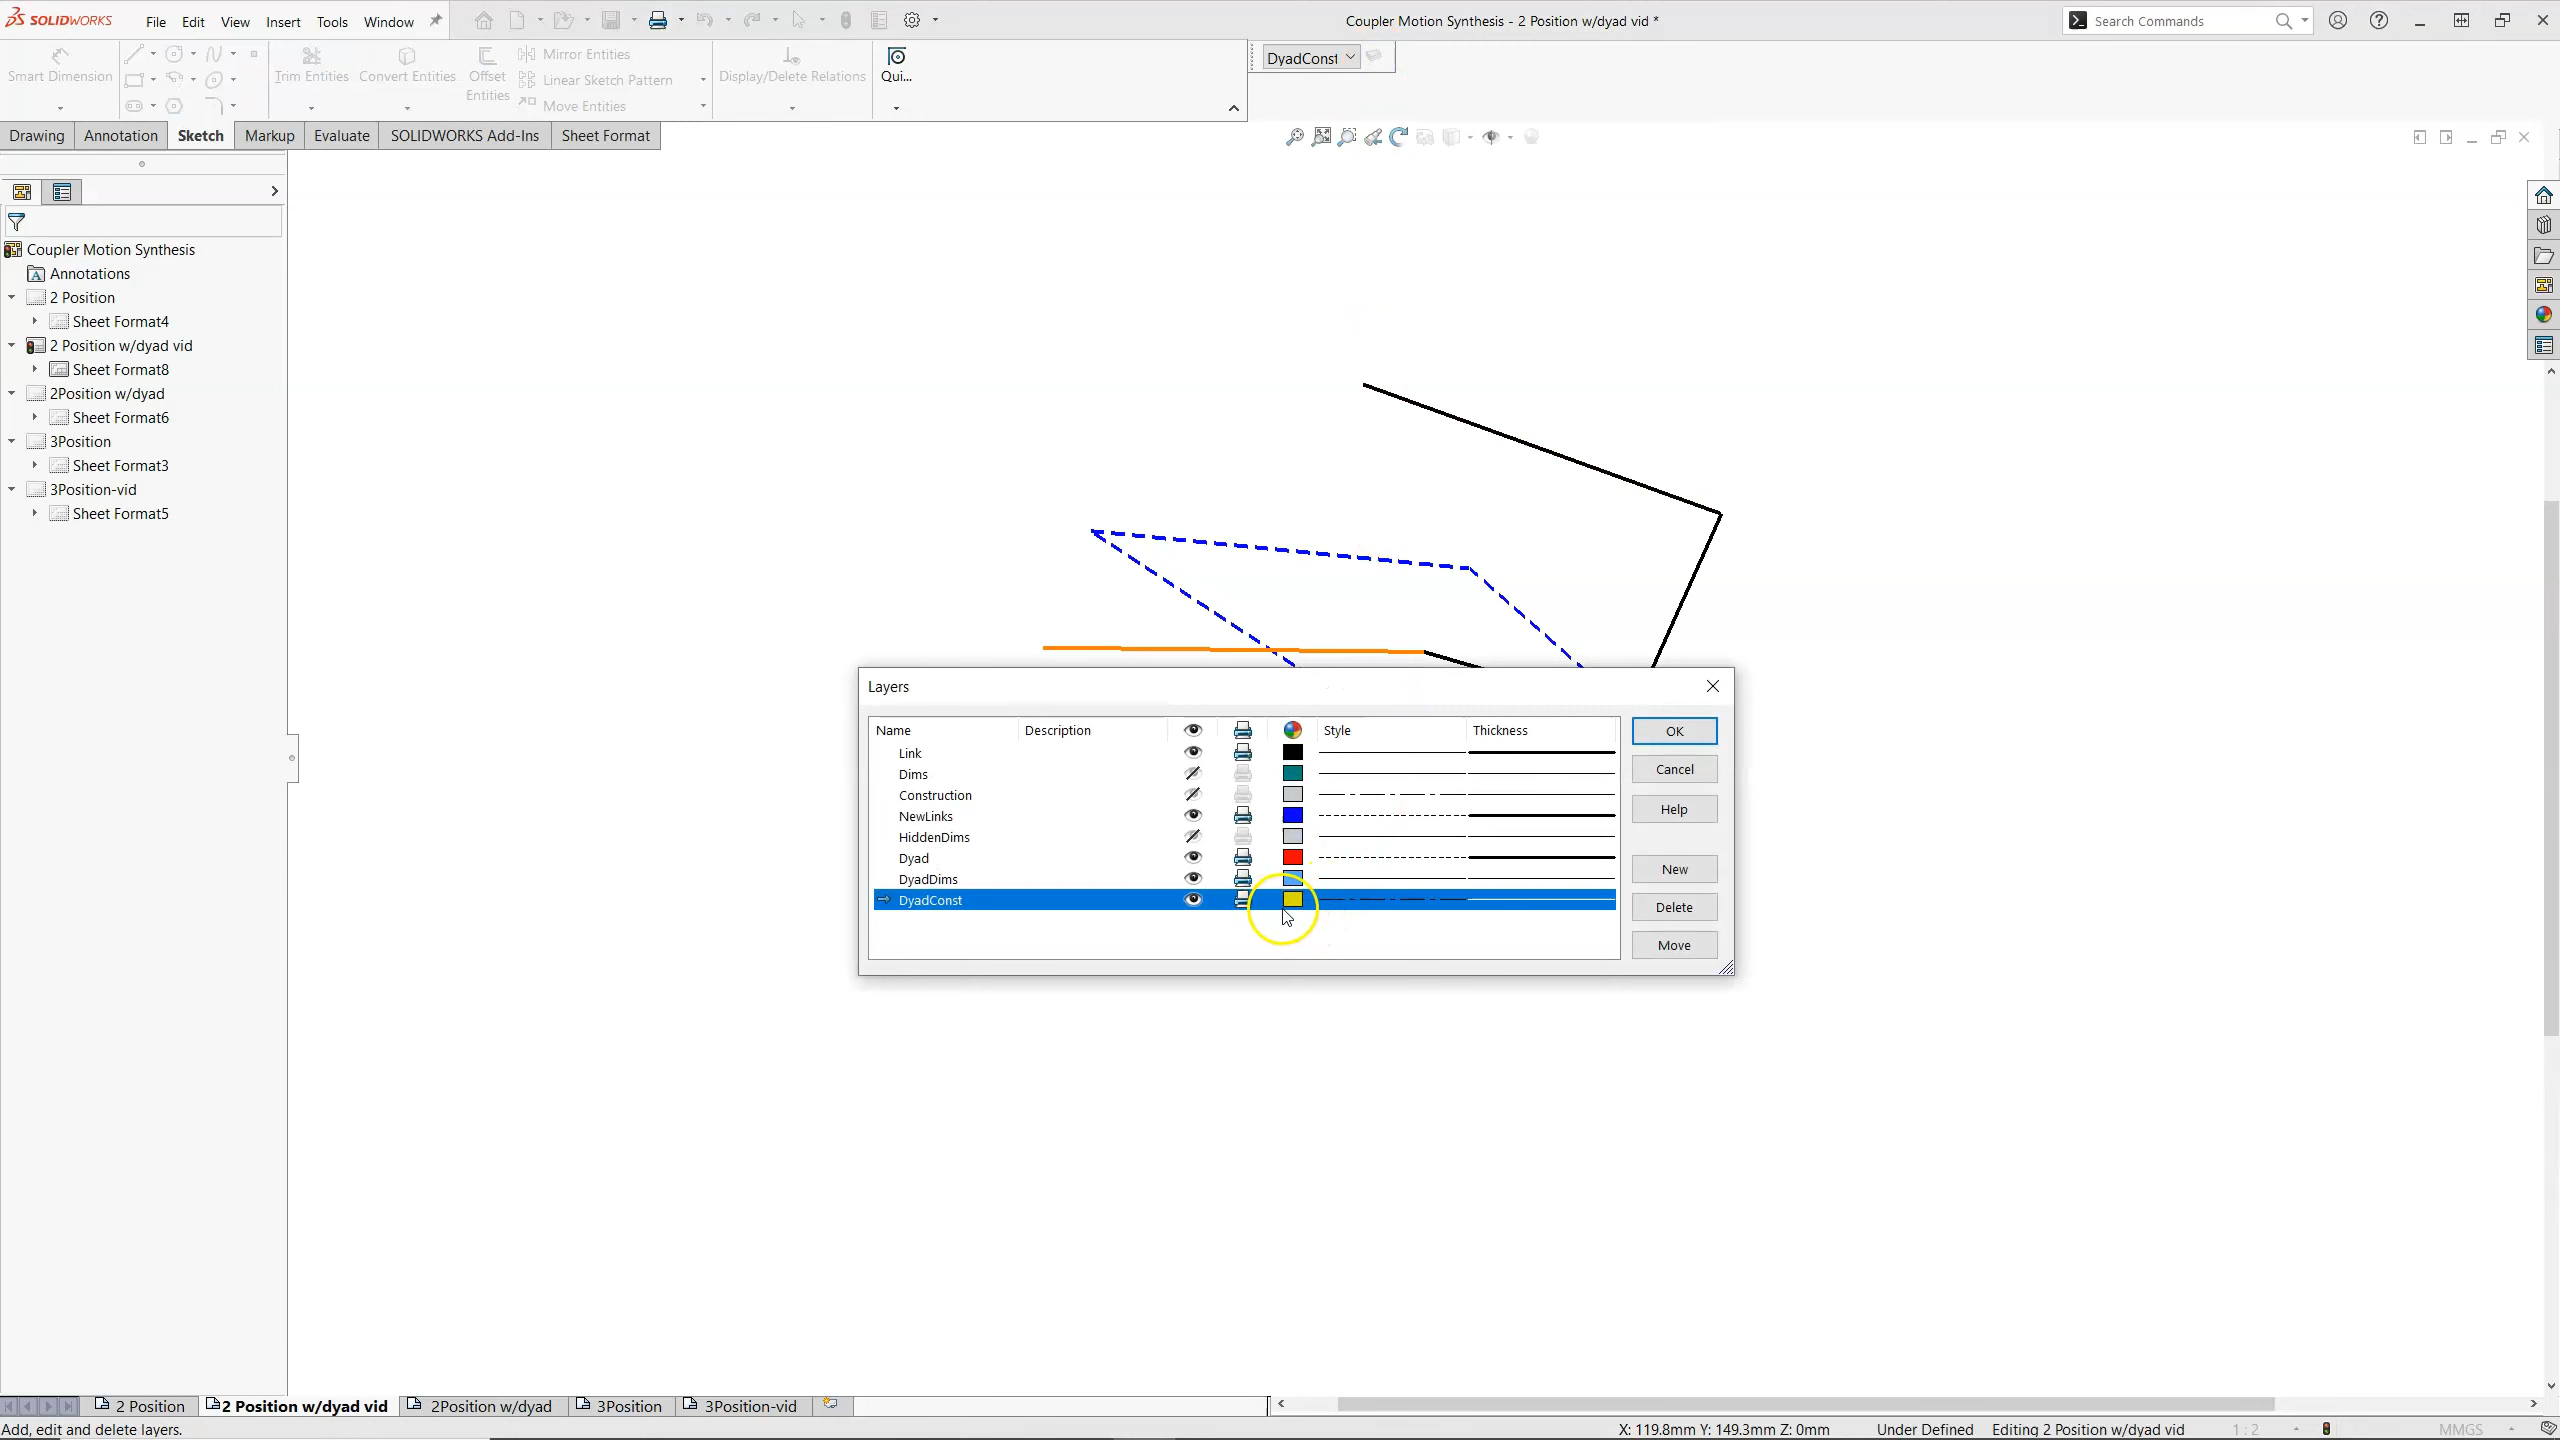 SOLIDWORKS File Edit View Insert Tools Window
Coupler Motion Synthesis - 2 Position w/dyad vid *
Search Commands
Smart Dimension
Trim Entities
Convert Entities
Offset Entities
Mirror Entities
Linear Sketch Pattern
Move Entities
Display/Delete Relations
Qui...
DyadConst
Drawing Annotation Sketch Markup Evaluate SOLIDWORKS Add-Ins Sheet Format
Coupler Motion Synthesis
Annotations
2 Position
Sheet Format4
2 Position w/dyad vid
Sheet Format8
2Position w/dyad
Sheet Format6
3Position
Sheet Format3
3Position-vid
Sheet Format5
Layers
Name Description Style Thickness
Link
Dims
Construction
NewLinks
HiddenDims
Dyad
DyadDims
DyadConst
OK
Cancel
Help
New
Delete
Move
2 Position 2 Position w/dyad vid 2Position w/dyad 3Position 3Position-vid
Add, edit and delete layers.
X: 119.8mm Y: 149.3mm Z: 0mm Under Defined Editing 2 Position w/dyad vid 1 : 2 MMGS